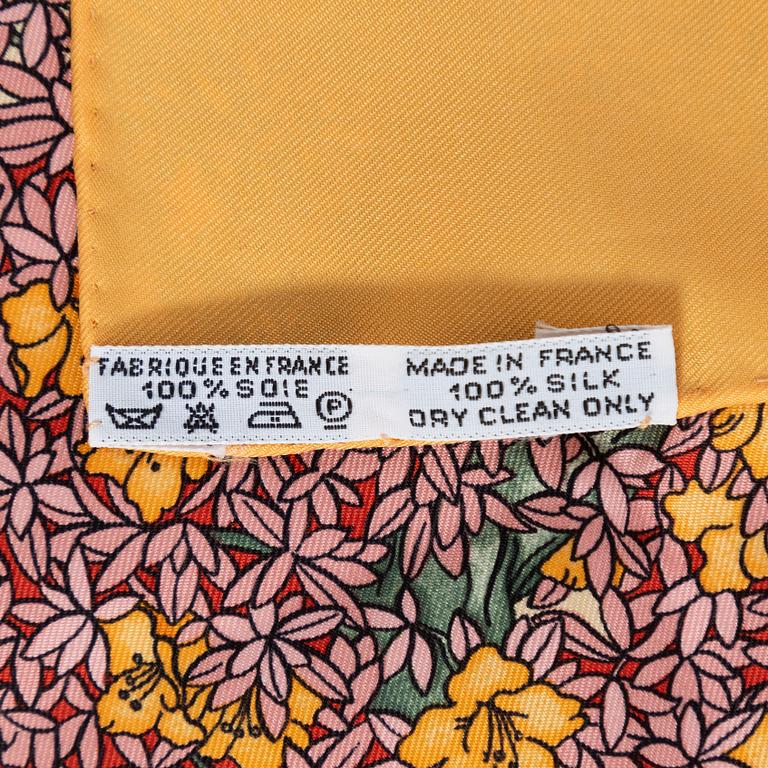 FABRIQUE EN FRANCE
100% SOIE
P
MADE IN FRANCE
100% SILK
DRY CLEAN ONLY